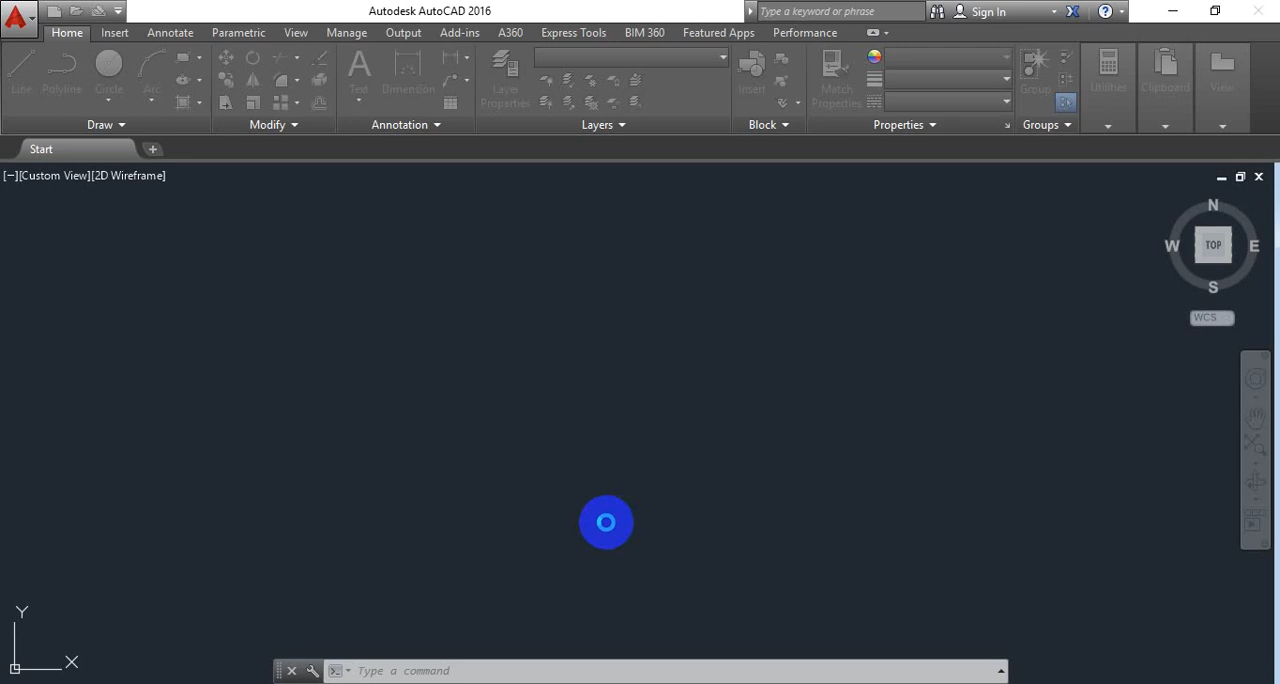 Autodesk AutoCAD 2016
Type a keyword or phrase
Sign In
Home Insert Annotate Parametric View Manage Output Add-ins A360 Express Tools BIM 360 Featured Apps Performance
Line Polyline Circle Arc
Text Dimension
Layer Properties
Insert
Match Properties
Group
Utilities Clipboard View
Draw Modify Annotation Layers Block Properties Groups
Start
[−][Custom View][2D Wireframe]
N
W TOP E
S
WCS
Y
X
Type a command